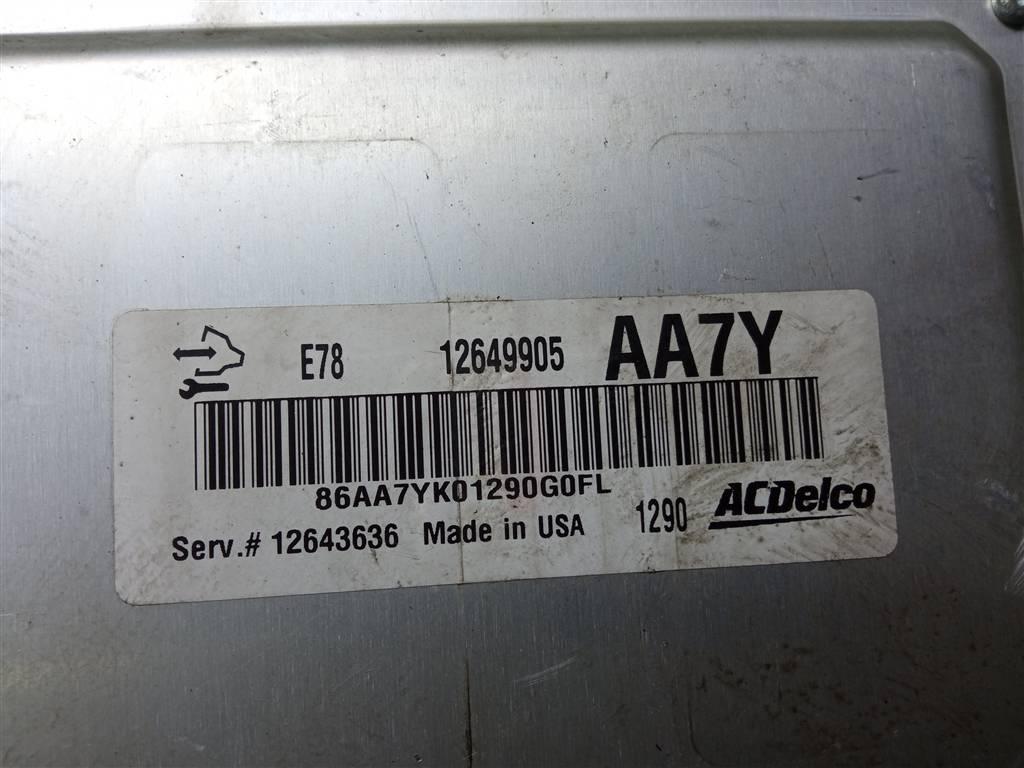 E78 12649905 AA7Y
86AA7YK01290G0FL
Serv.# 12643636 Made in USA 1290 ACDelco